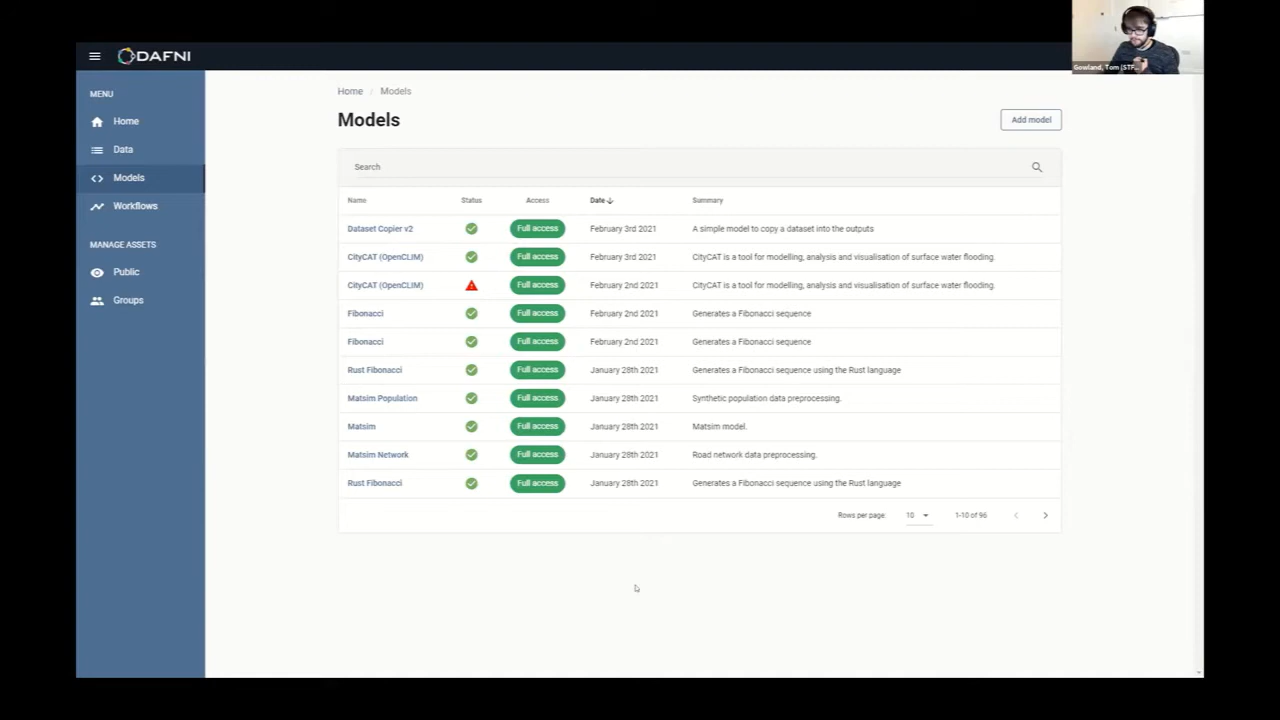 DAFNI
Gowland, Tom (STF...
MENU
Home
Data
Models
Workflows
MANAGE ASSETS
Public
Groups
Home / Models
Models
Add model
Search
Name Status Access Date Summary
Dataset Copier v2 Full access February 3rd 2021 A simple model to copy a dataset into the outputs
CityCAT (OpenCLIM) Full access February 3rd 2021 CityCAT is a tool for modelling, analysis and visualisation of surface water flooding.
CityCAT (OpenCLIM) Full access February 2nd 2021 CityCAT is a tool for modelling, analysis and visualisation of surface water flooding.
Fibonacci Full access February 2nd 2021 Generates a Fibonacci sequence
Fibonacci Full access February 2nd 2021 Generates a Fibonacci sequence
Rust Fibonacci Full access January 28th 2021 Generates a Fibonacci sequence using the Rust language
Matsim Population Full access January 28th 2021 Synthetic population data preprocessing.
Matsim Full access January 28th 2021 Matsim model.
Matsim Network Full access January 28th 2021 Road network data preprocessing.
Rust Fibonacci Full access January 28th 2021 Generates a Fibonacci sequence using the Rust language
Rows per page: 10 1-10 of 96